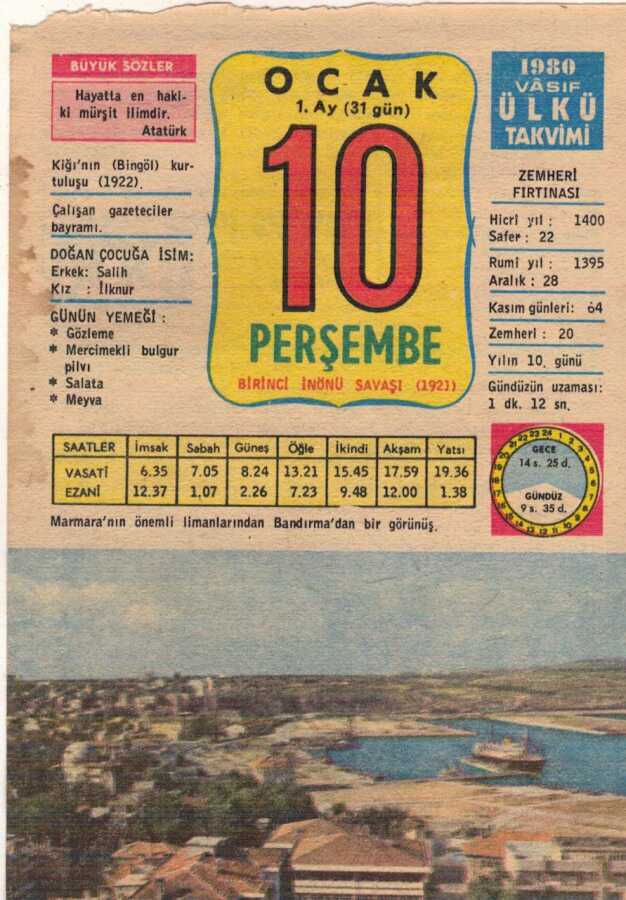 BÜYÜK SÖZLER
Hayatta en haki-
ki mürşit ilimdir.
Atatürk
Kiğı'nın (Bingöl) kur-
tuluşu (1922).
Çalışan gazeteciler
bayramı.
DOĞAN ÇOCUĞA İSİM:
Erkek: Salih
Kız : İlknur
GÜNÜN YEMEĞİ :
* Gözleme
* Mercimekli bulgur
pilvı
* Salata
* Meyva
OCAK
1. Ay (31 gün)
10
PERŞEMBE
BİRİNCİ İNÖNÜ SAVAŞI (1921)
1980
VÂSIF
ÜLKÜ
TAKVİMİ
ZEMHERİ
FIRTINASI
Hicri yıl : 1400
Safer : 22
Rumi yıl : 1395
Aralık : 28
Kasım günleri: 64
Zemheri : 20
Yılın 10. günü
Gündüzün uzaması:
1 dk. 12 sn.
SAATLER İmsak Sabah Güneş Öğle İkindi Akşam Yatsı
VASATİ 6.35 7.05 8.24 13.21 15.45 17.59 19.36
EZANİ 12.37 1.07 2.26 7.23 9.48 12.00 1.38
GECE
14 s. 25 d.
GÜNDÜZ
9 s. 35 d.
Marmara'nın önemli limanlarından Bandırma'dan bir görünüş.